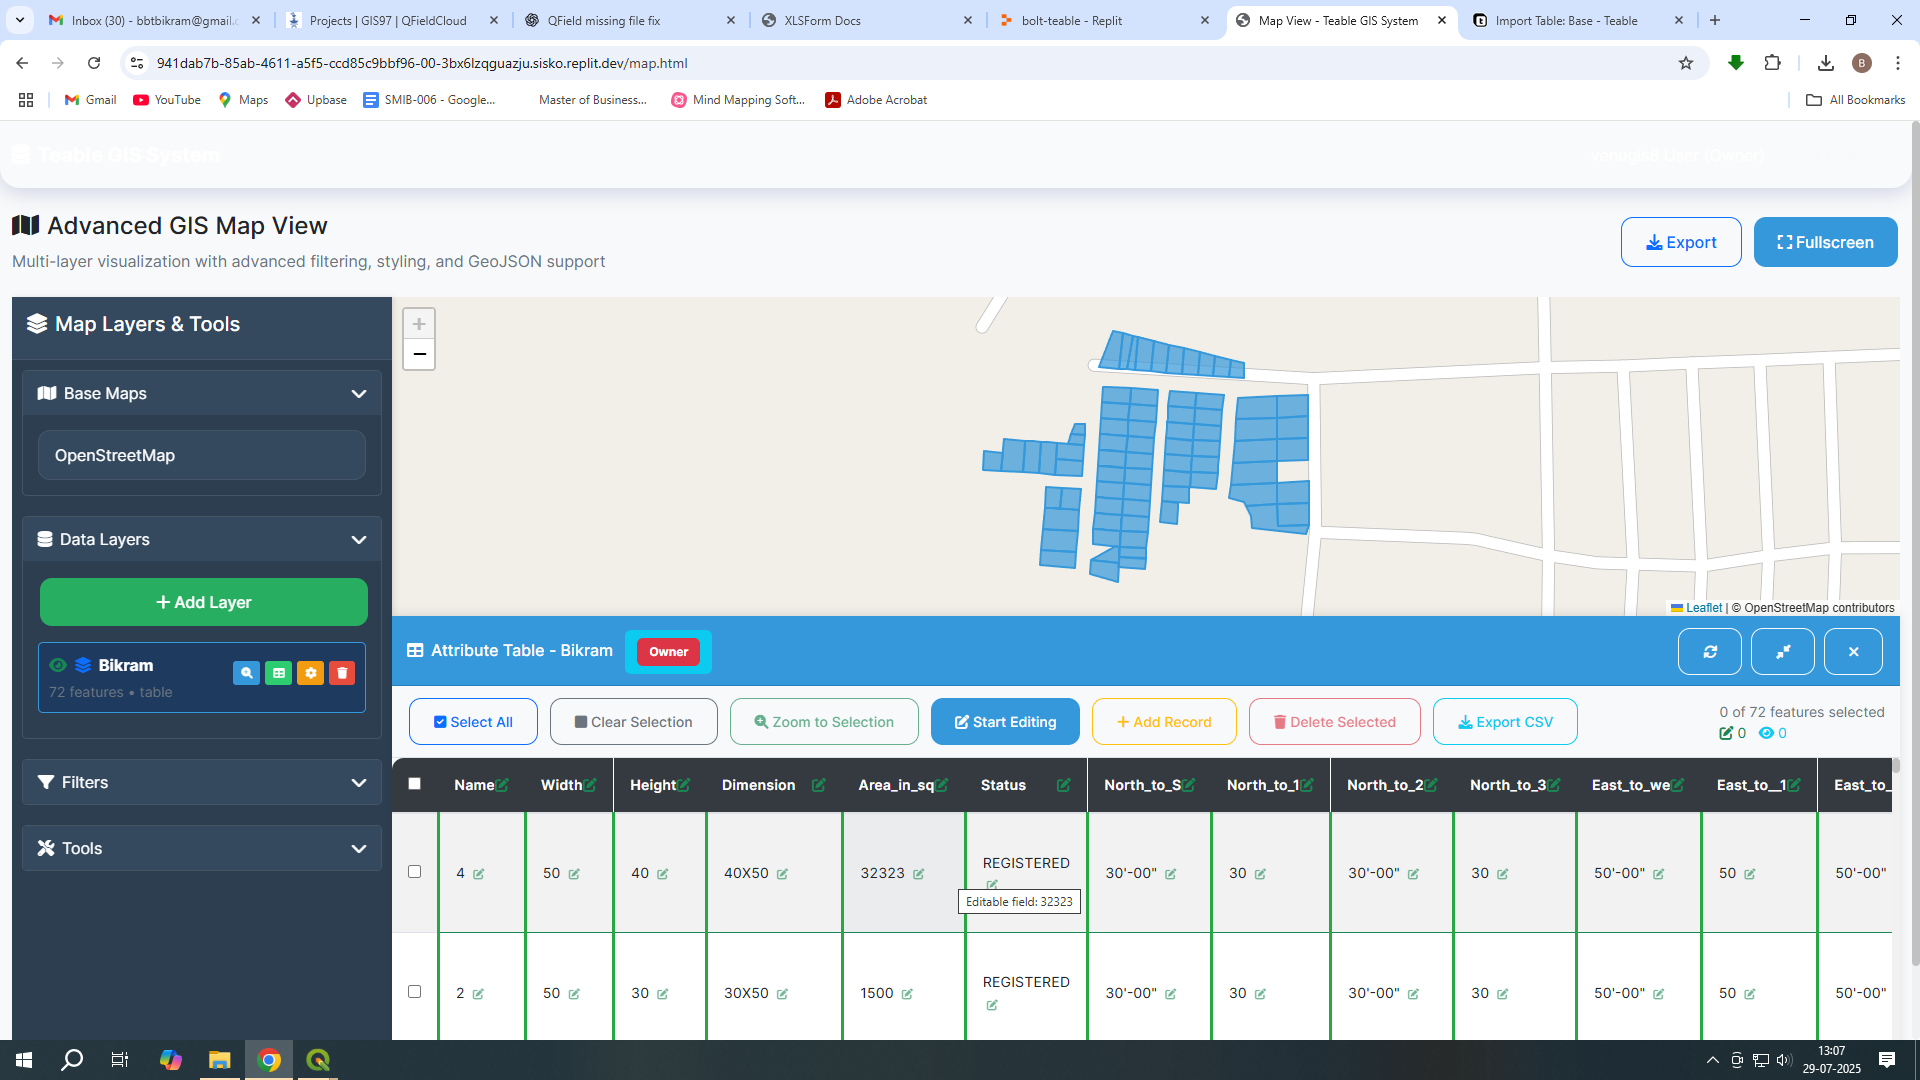 Inbox (30) - bbtbikram@gmail.
Projects | GIS97 | QFieldCloud
QField missing file fix
XLSForm Docs
bolt-teable - Replit
Map View - Teable GIS System
Import Table: Base - Teable
941dab7b-85ab-4611-a5f5-ccd85c9bbf96-00-3bx6lzqguazju.sisko.replit.dev/map.html
B
Gmail
YouTube
Maps
Upbase
SMIB-006 - Google...
Master of Business...
Mind Mapping Soft...
Adobe Acrobat
All Bookmarks
Teable GIS System
Advanced GIS Map View
Multi-layer visualization with advanced filtering, styling, and GeoJSON support
Export
Fullscreen
Map Layers & Tools
Base Maps
OpenStreetMap
Data Layers
+ Add Layer
Bikram
72 features • table
Filters
Tools
+
−
Leaflet | © OpenStreetMap contributors
Attribute Table - Bikram
Owner
Select All
Clear Selection
Zoom to Selection
Start Editing
+ Add Record
Delete Selected
Export CSV
0 of 72 features selected
0 0
Name Width Height Dimension Area_in_sq Status North_to_S North_to_1 North_to_2 North_to_3 East_to_we East_to__1 East_to_
4 50 40 40X50 32323 REGISTERED 30'-00" 30 30'-00" 30 50'-00" 50 50'-00"
Editable field: 32323
2 50 30 30X50 1500 REGISTERED 30'-00" 30 30'-00" 30 50'-00" 50 50'-00"
13:07
29-07-2025